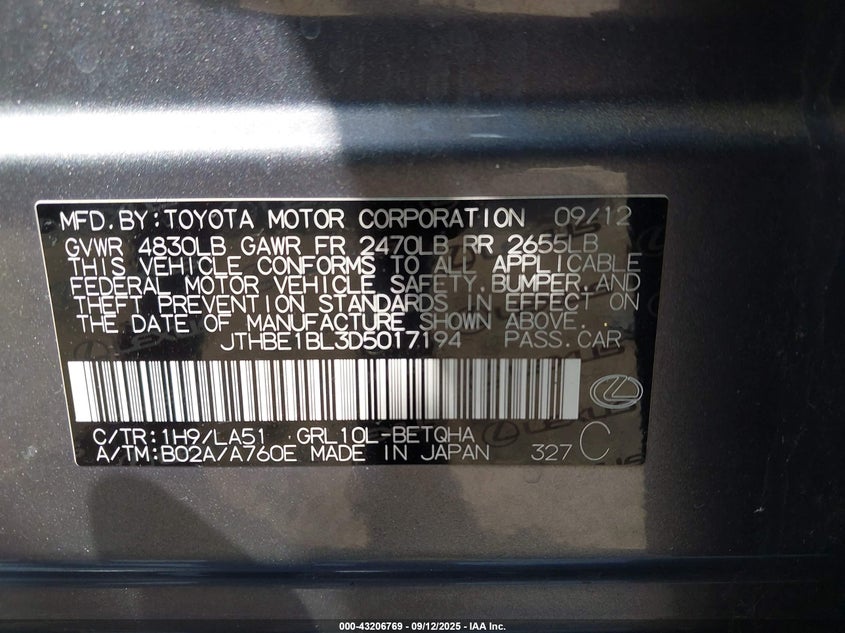 MFD.BY:TOYOTA MOTOR CORPORATION 09/12
GVWR 4830LB GAWR FR 2470LB RR 2655LB
THIS VEHICLE CONFORMS TO ALL APPLICABLE
FEDERAL MOTOR VEHICLE SAFETY,BUMPER,AND
THEFT PREVENTION STANDARDS IN EFFECT ON
THE DATE OF MANUFACTURE SHOWN ABOVE.
JTHBE1BL3D5017194 PASS.CAR
C/TR:1H9/LA51 GRL10L-BETQHA
A/TM:B02A/A760E MADE IN JAPAN 327 C
000-43206769 - 09/12/2025 - IAA Inc.